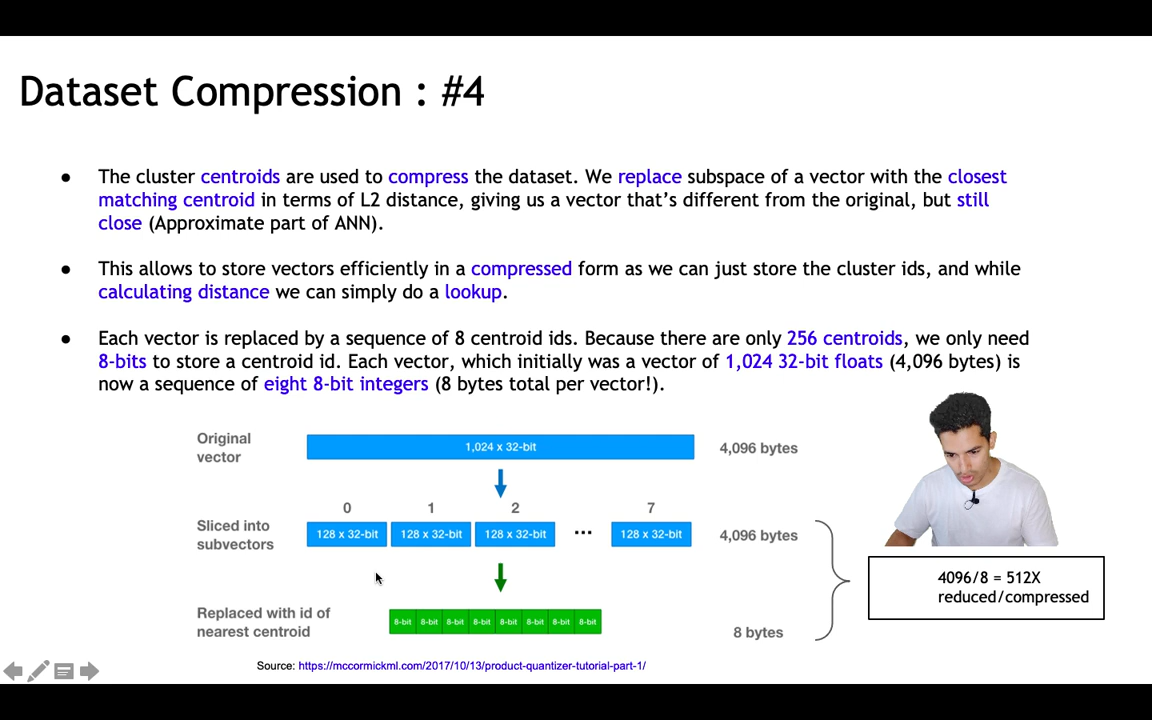 Dataset Compression : #4
● The cluster centroids are used to compress the dataset. We replace subspace of a vector with the closest
matching centroid in terms of L2 distance, giving us a vector that's different from the original, but still
close (Approximate part of ANN).
● This allows to store vectors efficiently in a compressed form as we can just store the cluster ids, and while
calculating distance we can simply do a lookup.
● Each vector is replaced by a sequence of 8 centroid ids. Because there are only 256 centroids, we only need
8-bits to store a centroid id. Each vector, which initially was a vector of 1,024 32-bit floats (4,096 bytes) is
now a sequence of eight 8-bit integers (8 bytes total per vector!).
Original
vector
1,024 x 32-bit
4,096 bytes
0 1 2 7
Sliced into
subvectors
128 x 32-bit 128 x 32-bit 128 x 32-bit ... 128 x 32-bit
4,096 bytes
4096/8 = 512X
reduced/compressed
Replaced with id of
nearest centroid
8-bit 8-bit 8-bit 8-bit 8-bit 8-bit 8-bit 8-bit
8 bytes
Source: https://mccormickml.com/2017/10/13/product-quantizer-tutorial-part-1/